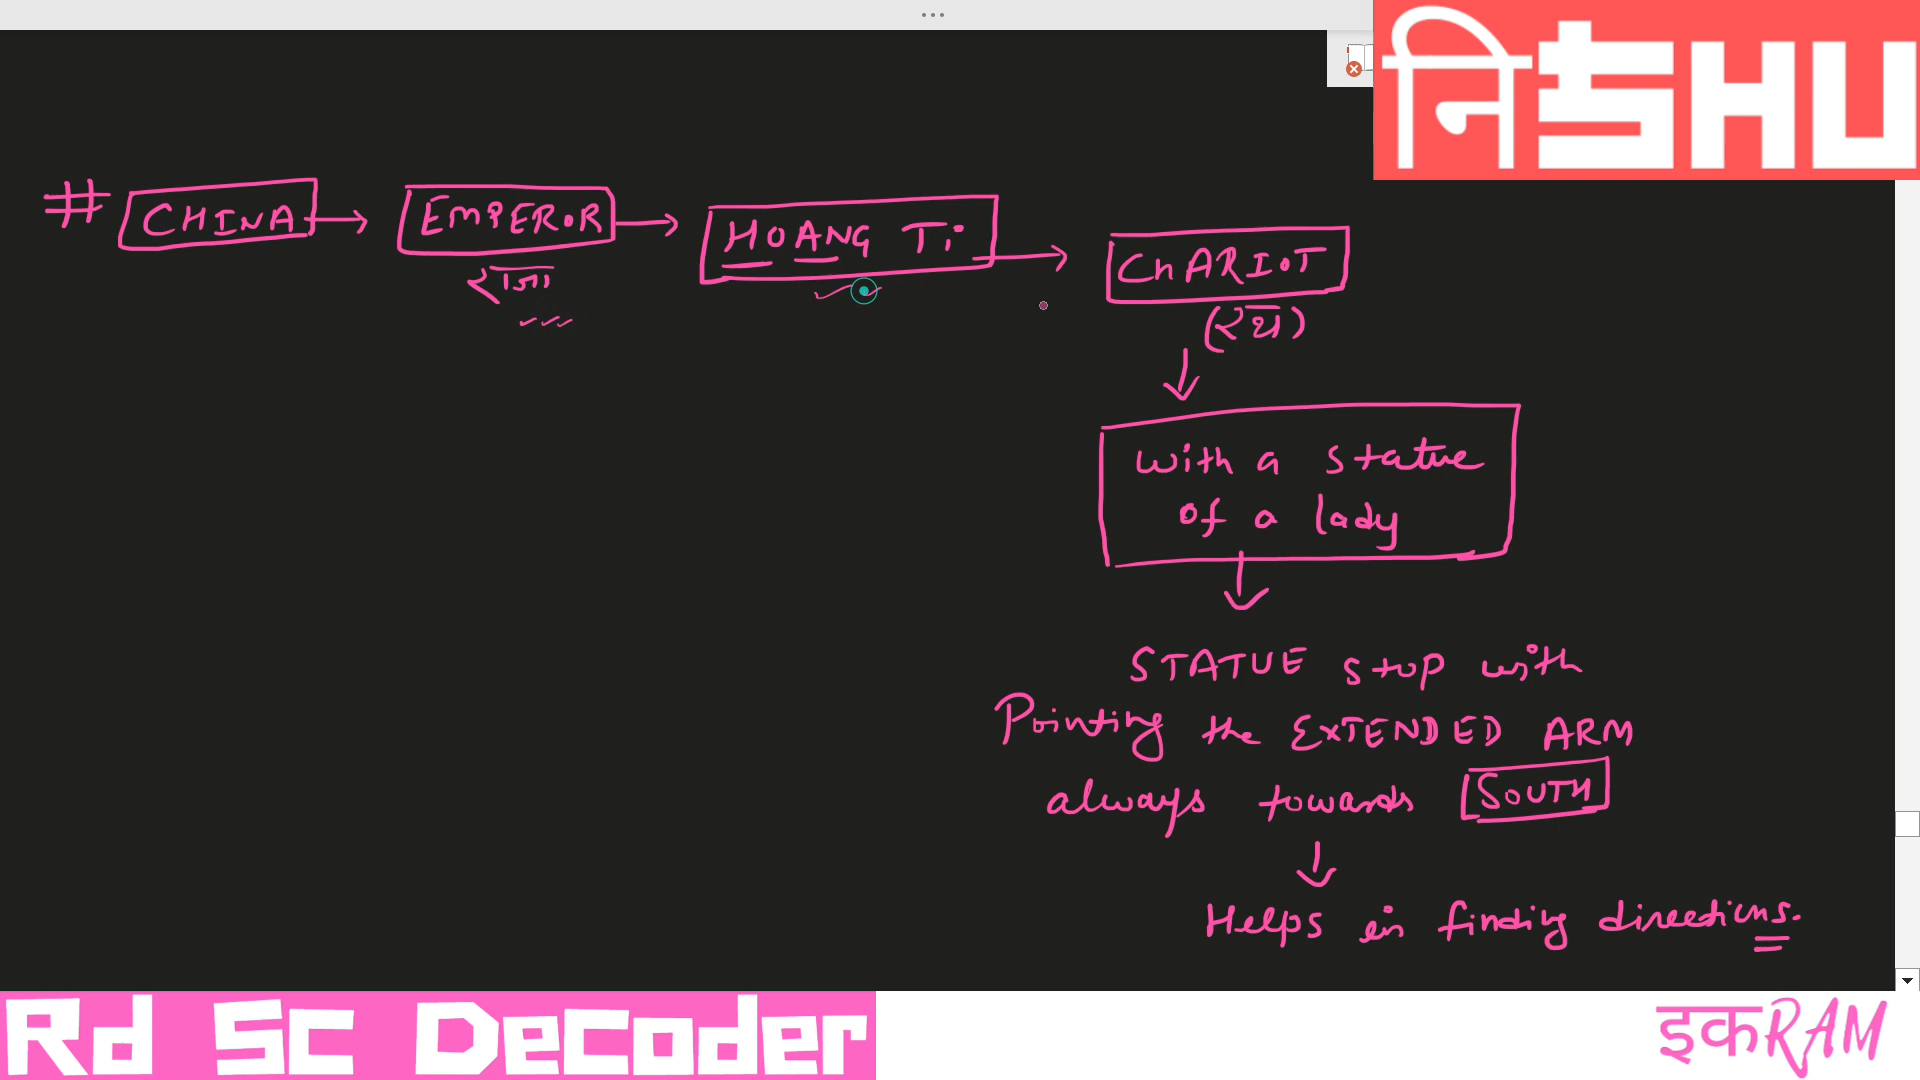 निSHU
# CHINA → EMPEROR → HOANG Ti → ChARIOT
राजा
(रथ)
with a statue
of a lady
STATUE stop with
Pointing the EXTENDED ARM
always towards SOUTH
Helps in finding directions.
Rd Sc Decoder
इकRAM